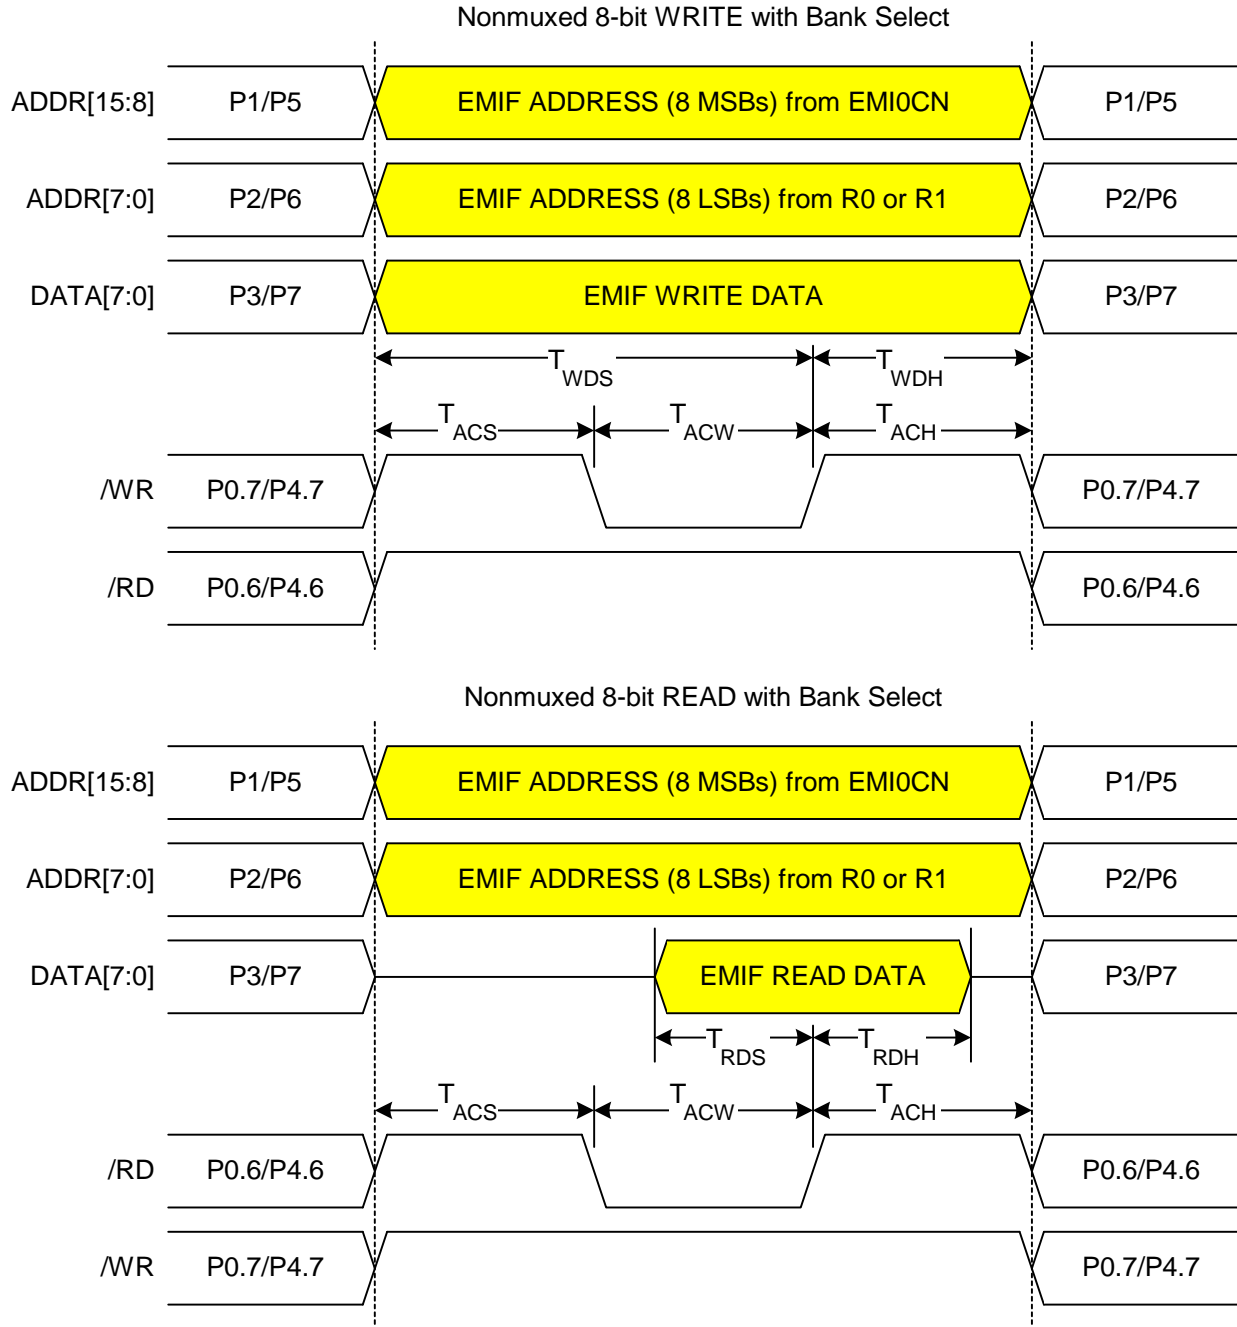 Nonmuxed 8-bit WRITE with Bank Select
ADDR[15:8] P1/P5 EMIF ADDRESS (8 MSBs) from EMI0CN P1/P5
ADDR[7:0] P2/P6 EMIF ADDRESS (8 LSBs) from R0 or R1 P2/P6
DATA[7:0] P3/P7 EMIF WRITE DATA P3/P7
TWDS TWDH
TACS TACW TACH
/WR P0.7/P4.7 P0.7/P4.7
/RD P0.6/P4.6 P0.6/P4.6
Nonmuxed 8-bit READ with Bank Select
ADDR[15:8] P1/P5 EMIF ADDRESS (8 MSBs) from EMI0CN P1/P5
ADDR[7:0] P2/P6 EMIF ADDRESS (8 LSBs) from R0 or R1 P2/P6
DATA[7:0] P3/P7 EMIF READ DATA P3/P7
TRDS TRDH
TACS TACW TACH
/RD P0.6/P4.6 P0.6/P4.6
/WR P0.7/P4.7 P0.7/P4.7